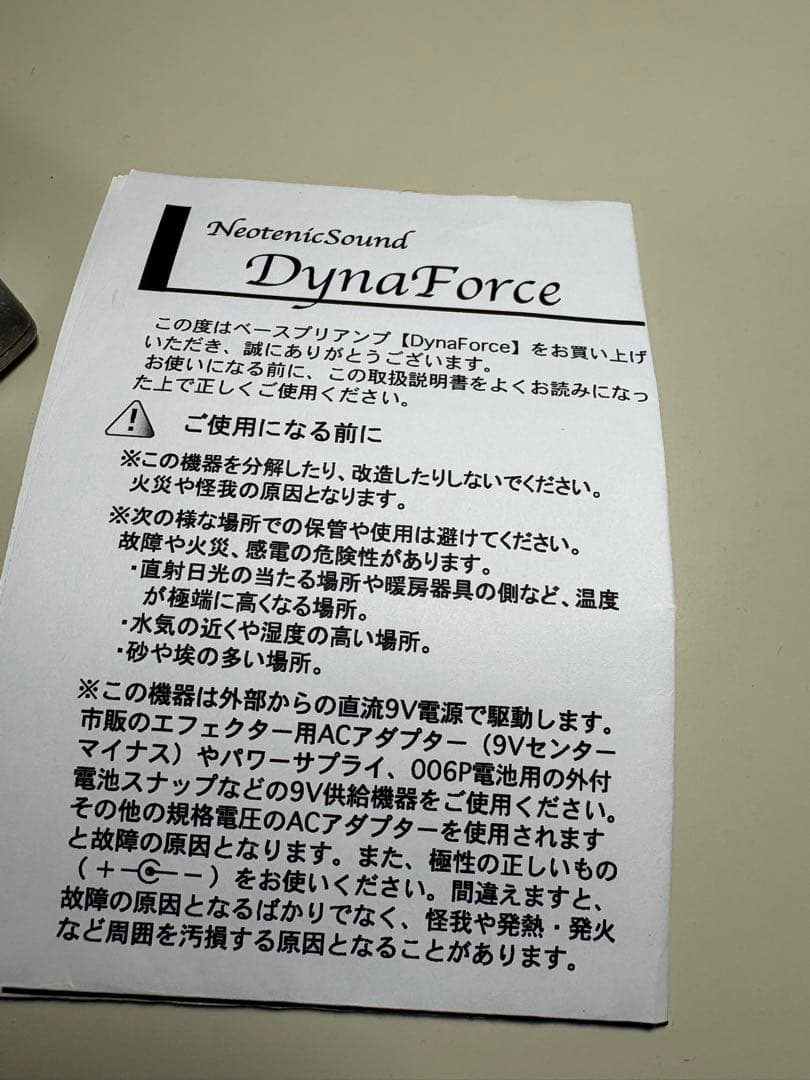 NeotenicSound
DynaForce
この度はベースプリアンプ【DynaForce】をお買い上げ
いただき、誠にありがとうございます。
お使いになる前に、この取扱説明書をよくお読みになっ
た上で正しくご使用ください。
ご使用になる前に
※この機器を分解したり、改造したりしないでください。
火災や怪我の原因となります。
※次の様な場所での保管や使用は避けてください。
故障や火災、感電の危険性があります。
・直射日光の当たる場所や暖房器具の側など、温度
が極端に高くなる場所。
・水気の近くや湿度の高い場所。
・砂や埃の多い場所。
※この機器は外部からの直流9V電源で駆動します。
市販のエフェクター用ACアダプター（9Vセンター
マイナス）やパワーサプライ、006P電池用の外付
電池スナップなどの9V供給機器をご使用ください。
その他の規格電圧のACアダプターを使用されます
と故障の原因となります。また、極性の正しいもの
（＋－）をお使いください。間違えますと、
故障の原因となるばかりでなく、怪我や発熱・発火
など周囲を汚損する原因となることがあります。